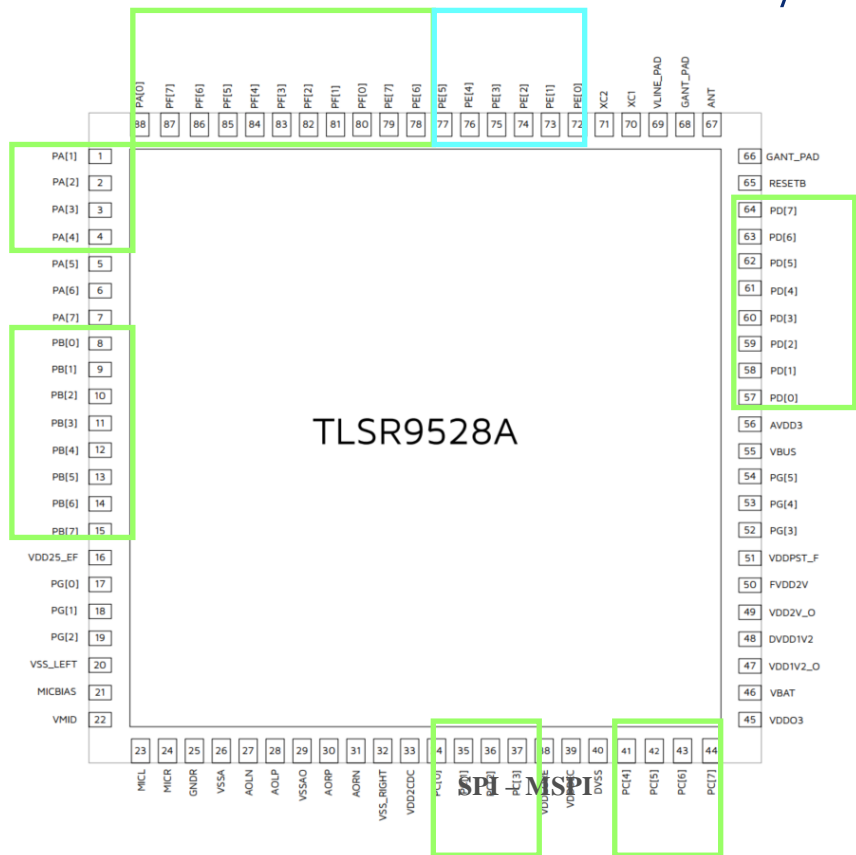 PA[0]
PF[7]
PF[6]
PF[5]
PF[4]
PF[3]
PF[2]
PF[1]
PF[0]
PE[7]
PE[6]
PE[5]
PE[4]
PE[3]
PE[2]
PE[1]
PE[0]
XC2
XC1
VLINE_PAD
GANT_PAD
ANT
88 87 86 85 84 83 82 81 80 79 78 77 76 75 74 73 72 71 70 69 68 67
PA[1] 1
PA[2] 2
PA[3] 3
PA[4] 4
PA[5] 5
PA[6] 6
PA[7] 7
PB[0] 8
PB[1] 9
PB[2] 10
PB[3] 11
PB[4] 12
PB[5] 13
PB[6] 14
PB[7] 15
VDD25_EF 16
PG[0] 17
PG[1] 18
PG[2] 19
VSS_LEFT 20
MICBIAS 21
VMID 22
TLSR9528A
66 GANT_PAD
65 RESETB
64 PD[7]
63 PD[6]
62 PD[5]
61 PD[4]
60 PD[3]
59 PD[2]
58 PD[1]
57 PD[0]
56 AVDD3
55 VBUS
54 PG[5]
53 PG[4]
52 PG[3]
51 VDDPST_F
50 FVDD2V
49 VDD2V_O
48 DVDD1V2
47 VDD1V2_O
46 VBAT
45 VDDO3
23 24 25 26 27 28 29 30 31 32 33 34 35 36 37 38 39 40 41 42 43 44
MICL
MICR
GNDR
VSSA
AOLN
AOLP
VSSAO
AORP
AORN
VSS_RIGHT
VDD2CDC
PC[0]
PC[1]
PC[2]
PC[3]
DVSS
PC[4]
PC[5]
PC[6]
PC[7]
SPI – MSPI